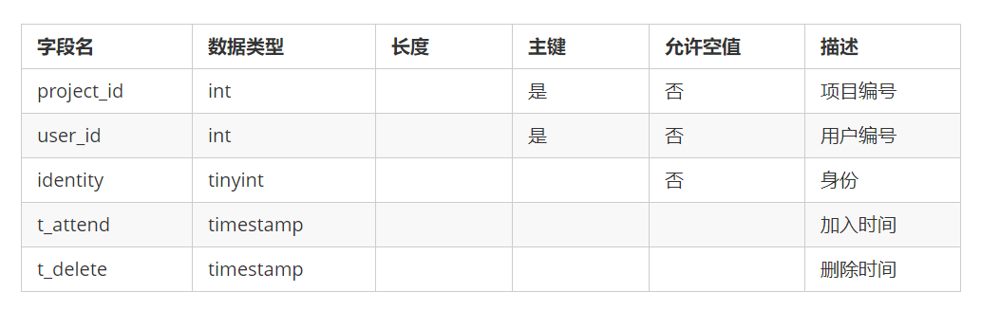 字段名 数据类型 长度 主键 允许空值 描述
project_id int 是 否 项目编号
user_id int 是 否 用户编号
identity tinyint 否 身份
t_attend timestamp 加入时间
t_delete timestamp 删除时间